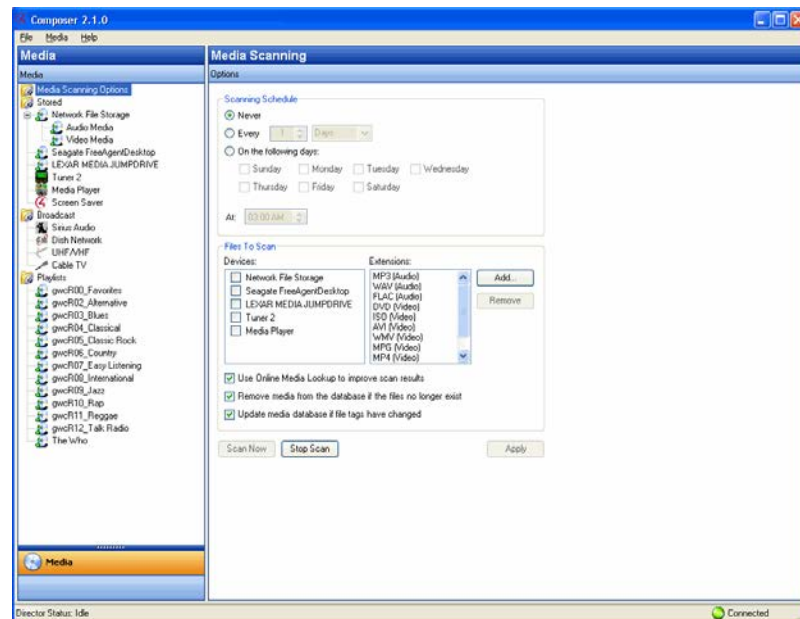 Composer 2.1.0
File Media Help
Media
Media
Media Scanning Options
Stored
Network File Storage
Audio Media
Video Media
Seagate FreeAgentDesktop
LEXAR MEDIA JUMPDRIVE
Tuner 2
Media Player
Screen Saver
Broadcast
Sirius Audio
Dish Network
UHF/VHF
Cable TV
Playlists
gwcR00_Favorites
gwcR02_Alternative
gwcR03_Blues
gwcR04_Classical
gwcR05_Classic Rock
gwcR06_Country
gwcR07_Easy Listening
gwcR08_International
gwcR09_Jazz
gwcR10_Rap
gwcR11_Reggae
gwcR12_Talk Radio
The Who
Media
Media Scanning
Options
Scanning Schedule
Never
Every 1 Days
On the following days:
Sunday Monday Tuesday Wednesday
Thursday Friday Saturday
At: 03:00 AM
Files To Scan
Devices:
Network File Storage
Seagate FreeAgentDesktop
LEXAR MEDIA JUMPDRIVE
Tuner 2
Media Player
Extensions:
MP3 (Audio)
WAV (Audio)
FLAC (Audio)
DVD (Video)
ISO (Video)
AVI (Video)
WMV (Video)
MPG (Video)
MP4 (Video)
Add...
Remove
Use Online Media Lookup to improve scan results
Remove media from the database if the files no longer exist
Update media database if file tags have changed
Scan Now Stop Scan Apply
Director Status: Idle Connected